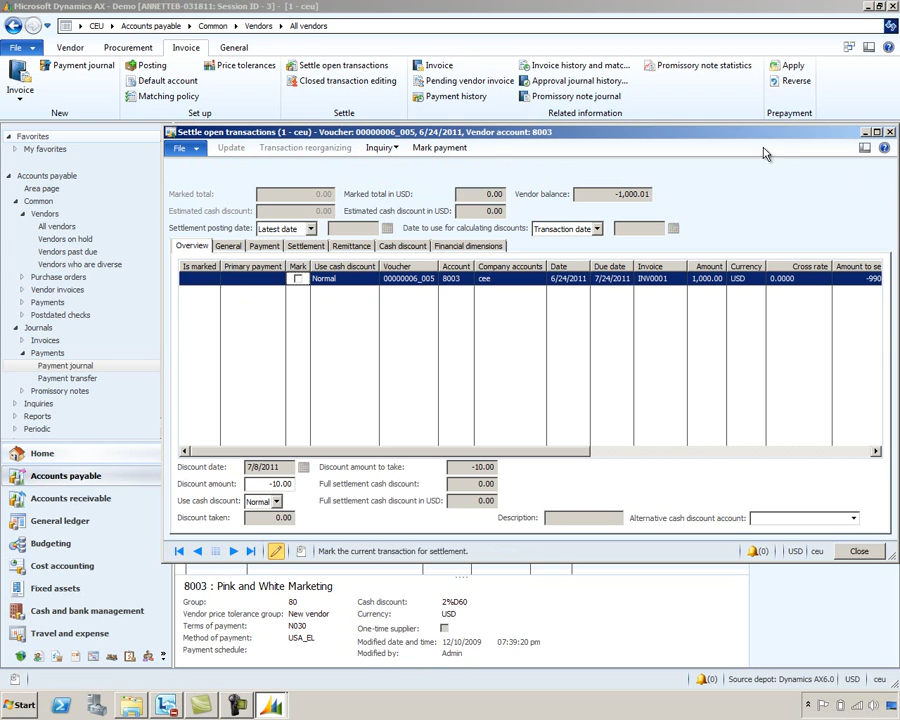 Microsoft Dynamics AX - Demo [ANNETTEB-031811: Session ID - 3] - [1 - ceu]
CEU Accounts payable Common Vendors All vendors
File Vendor Procurement Invoice General
Invoice
Payment journal
New
Posting
Default account
Matching policy
Price tolerances
Set up
Settle open transactions
Closed transaction editing
Settle
Invoice
Pending vendor invoice
Payment history
Invoice history and matc...
Approval journal history...
Promissory note journal
Promissory note statistics
Related information
Apply
Reverse
Prepayment
Favorites
My favorites
Accounts payable
Area page
Common
Vendors
All vendors
Vendors on hold
Vendors past due
Vendors who are diverse
Purchase orders
Vendor invoices
Payments
Postdated checks
Journals
Invoices
Payments
Payment journal
Payment transfer
Promissory notes
Inquiries
Reports
Periodic
Home
Accounts payable
Accounts receivable
General ledger
Budgeting
Cost accounting
Fixed assets
Cash and bank management
Travel and expense
Settle open transactions (1 - ceu) - Voucher: 00000006_005, 6/24/2011, Vendor account: 8003
File Update Transaction reorganizing Inquiry Mark payment
Marked total: 0.00 Marked total in USD: 0.00 Vendor balance: -1,000.01
Estimated cash discount: 0.00 Estimated cash discount in USD: 0.00
Settlement posting date: Latest date Date to use for calculating discounts: Transaction date
Overview General Payment Settlement Remittance Cash discount Financial dimensions
Is marked Primary payment Mark Use cash discount Voucher Account Company accounts Date Due date Invoice Amount Currency Cross rate Amount to se
Normal 00000006_005 8003 cee 6/24/2011 7/24/2011 INV0001 1,000.00 USD 0.0000 -990
Discount date: 7/8/2011 Discount amount to take: -10.00
Discount amount: -10.00 Full settlement cash discount: 0.00
Use cash discount: Normal Full settlement cash discount in USD: 0.00
Discount taken: 0.00 Description: Alternative cash discount account:
Mark the current transaction for settlement. (0) USD ceu Close
8003 : Pink and White Marketing
Group: 80 Cash discount: 2%D60
Vendor price tolerance group: New vendor Currency: USD
Terms of payment: N030 One-time supplier:
Method of payment: USA_EL Modified date and time: 12/10/2009 07:39:20 pm
Payment schedule: Modified by: Admin
(0) Source depot: Dynamics AX6.0 USD ceu
Start